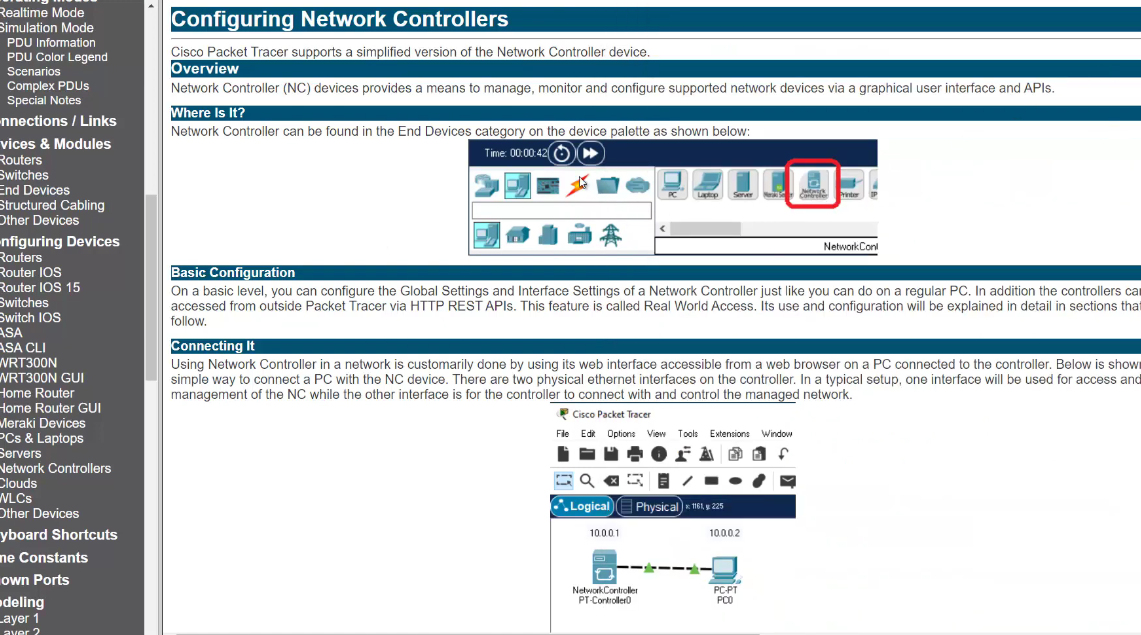 Realtime Mode
Simulation Mode
PDU Information
PDU Color Legend
Scenarios
Complex PDUs
Special Notes
nnections / Links
vices & Modules
Routers
Switches
End Devices
Structured Cabling
Other Devices
nfiguring Devices
Routers
Router IOS
Router IOS 15
Switches
Switch IOS
ASA
ASA CLI
WRT300N
WRT300N GUI
Home Router
Home Router GUI
Meraki Devices
PCs & Laptops
Servers
Network Controllers
Clouds
WLCs
Other Devices
yboard Shortcuts
me Constants
own Ports
deling
Layer 1
Layer 2
Configuring Network Controllers
Cisco Packet Tracer supports a simplified version of the Network Controller device.
Overview
Network Controller (NC) devices provides a means to manage, monitor and configure supported network devices via a graphical user interface and APIs.
Where Is It?
Network Controller can be found in the End Devices category on the device palette as shown below:
Time: 00:00:42
PC
Laptop
Server
Network Controller
Printer
NetworkCont
Basic Configuration
On a basic level, you can configure the Global Settings and Interface Settings of a Network Controller just like you can do on a regular PC. In addition the controllers can
accessed from outside Packet Tracer via HTTP REST APIs. This feature is called Real World Access. Its use and configuration will be explained in detail in sections that
follow.
Connecting It
Using Network Controller in a network is customarily done by using its web interface accessible from a web browser on a PC connected to the controller. Below is shown
simple way to connect a PC with the NC device. There are two physical ethernet interfaces on the controller. In a typical setup, one interface will be used for access and
management of the NC while the other interface is for the controller to connect with and control the managed network.
Cisco Packet Tracer
File Edit Options View Tools Extensions Window
Logical Physical x: 1161, y: 225
10.0.0.1 10.0.0.2
NetworkController PC-PT
PT-Controller0 PC0